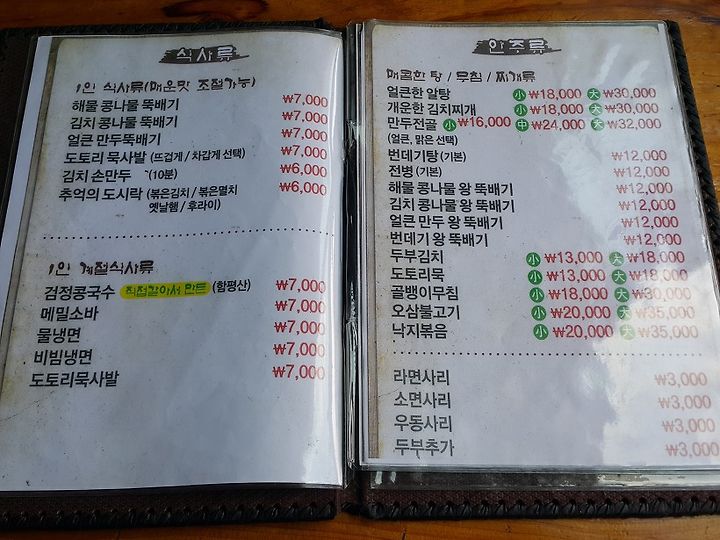 식사류
1인 식사류(매운맛 조절가능)
해물 콩나물 뚝배기 ₩7,000
김치 콩나물 뚝배기 ₩7,000
얼큰 만두뚝배기 ₩7,000
도토리 묵사발 (뜨겁게 / 차갑게 선택) ₩7,000
김치 손만두 ~(10분) ₩6,000
추억의 도시락 (볶은김치 / 볶은멸치 ₩6,000
옛날햄 / 후라이)
1인 계절식사류
검정콩국수 직접갈아서 만든 (함평산) ₩7,000
메밀소바 ₩7,000
물냉면 ₩7,000
비빔냉면 ₩7,000
도토리묵사발 ₩7,000
안주류
매콤한 탕 / 무침 / 찌개류
얼큰한 알탕 小 ₩18,000 大 ₩30,000
개운한 김치찌개 小 ₩18,000 大 ₩30,000
만두전골 小 ₩16,000 中 ₩24,000 大 ₩32,000
(얼큰, 맑은 선택)
번데기탕 (기본) ₩12,000
전병 (기본) ₩12,000
해물 콩나물 왕 뚝배기 ₩12,000
김치 콩나물 왕 뚝배기 ₩12,000
얼큰 만두 왕 뚝배기 ₩12,000
번데기 왕 뚝배기 ₩12,000
두부김치 小 ₩13,000 大 ₩18,000
도토리묵 小 ₩13,000 大 ₩18,000
골뱅이무침 小 ₩18,000 大 ₩30,000
오삼불고기 小 ₩20,000 大 ₩35,000
낙지볶음 小 ₩20,000 大 ₩35,000
라면사리 ₩3,000
소면사리 ₩3,000
우동사리 ₩3,000
두부추가 ₩3,000